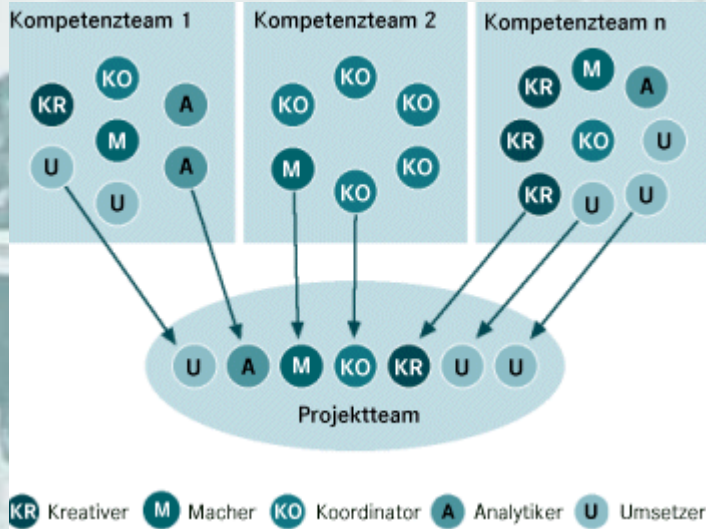 Kompetenzteam 1
KO
KR
A
M
U
A
U
Kompetenzteam 2
KO
KO
KO
M
KO
KO
Kompetenzteam n
M
KR
A
KR
KO
U
KR
U
U
U A M KO KR U U
Projektteam
KR Kreativer M Macher KO Koordinator A Analytiker U Umsetzer